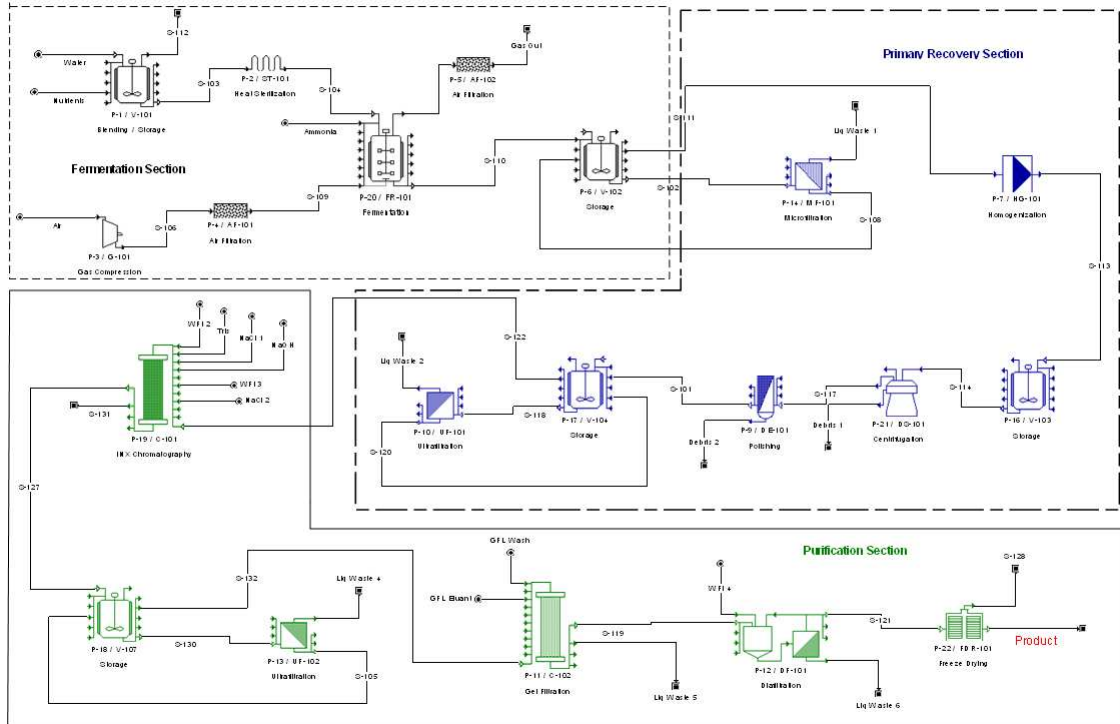 S-112
Water
Nutrients
P-1 / V-101
Blending / Storage
S-103
P-2 / ST-101
Heat Sterilization
S-104
Gas Out
P-5 / AF-102
Air Filtration
Ammonia
S-110
P-20 / FR-101
Fermentation
Fermentation Section
S-109
P-4 / AF-101
Air Filtration
Air
S-106
P-3 / G-101
Gas Compression
P-6 / V-102
Storage
S-111
S-102
Primary Recovery Section
Liq Waste 1
P-14 / MF-101
Microfiltration
S-108
P-7 / HG-101
Homogenization
S-113
WFI 2
Tris
NaCl 1
NaOH
WFI 3
NaCl 2
S-131
P-19 / C-101
INX Chromatography
S-127
S-122
Liq Waste 2
P-10 / UF-101
Ultrafiltration
S-118
S-120
P-17 / V-104
Storage
S-101
Debris 2
P-9 / DE-101
Polishing
S-117
Debris 1
P-21 / DS-101
Centrifugation
S-114
P-16 / V-103
Storage
Purification Section
P-18 / V-107
Storage
S-132
S-130
Liq Waste 4
P-13 / UF-102
Ultrafiltration
S-105
GFL Wash
GFL Eluant
P-11 / C-102
Gel Filtration
S-119
Liq Waste 5
WFI 4
P-12 / DF-101
Diafiltration
Liq Waste 6
S-121
S-128
P-22 / FDR-101
Freeze Drying
Product